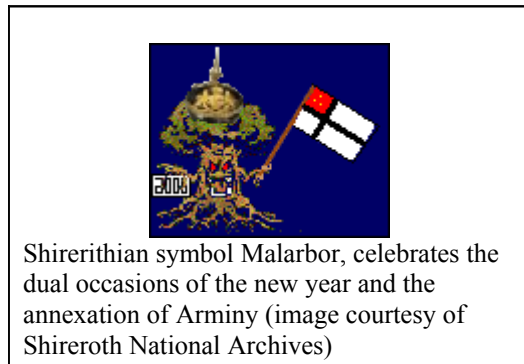 2006
Shirerithian symbol Malarbor, celebrates the
dual occasions of the new year and the
annexation of Arminy (image courtesy of
Shireroth National Archives)